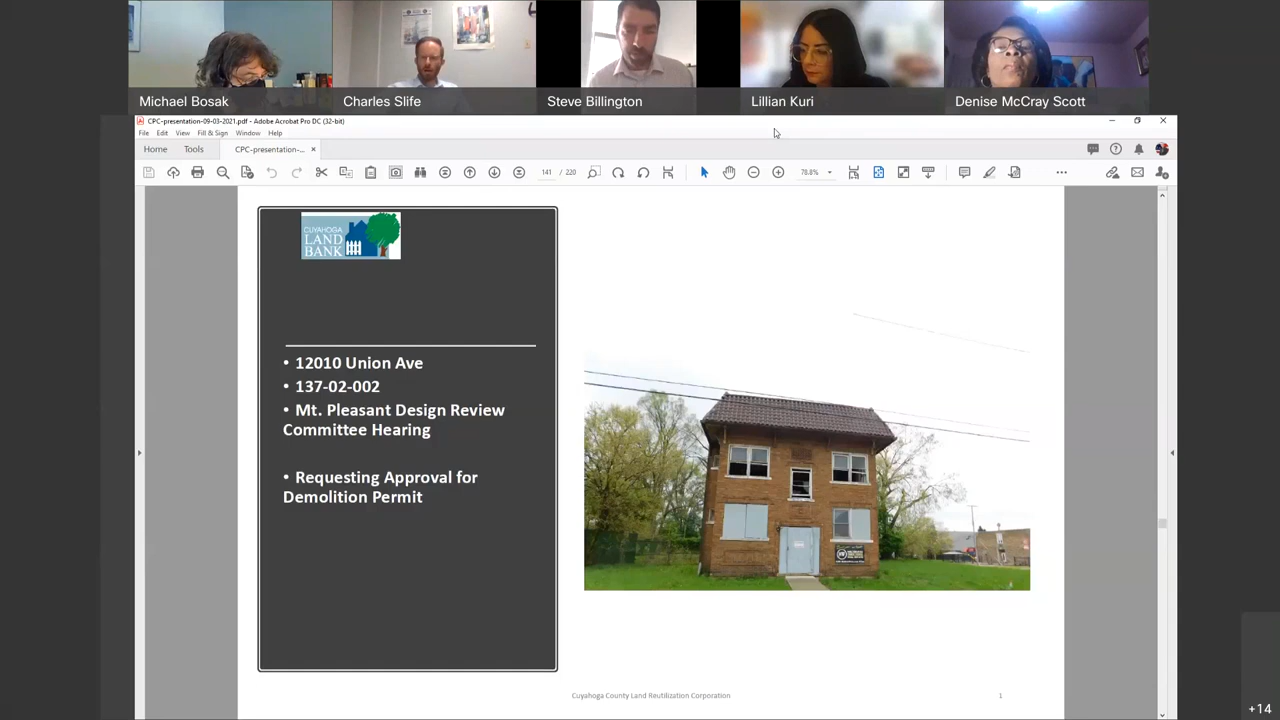 Michael Bosak
Charles Slife
Steve Billington
Lillian Kuri
Denise McCray Scott
CPC-presentation-09-03-2021.pdf - Adobe Acrobat Pro DC (32-bit)
File Edit View Fill & Sign Window Help
Home Tools CPC-presentation-... ×
141 / 220 78.8%
CUYAHOGA
LAND
BANK
• 12010 Union Ave
• 137-02-002
• Mt. Pleasant Design Review
Committee Hearing
• Requesting Approval for
Demolition Permit
Cuyahoga County Land Reutilization Corporation 1
+14